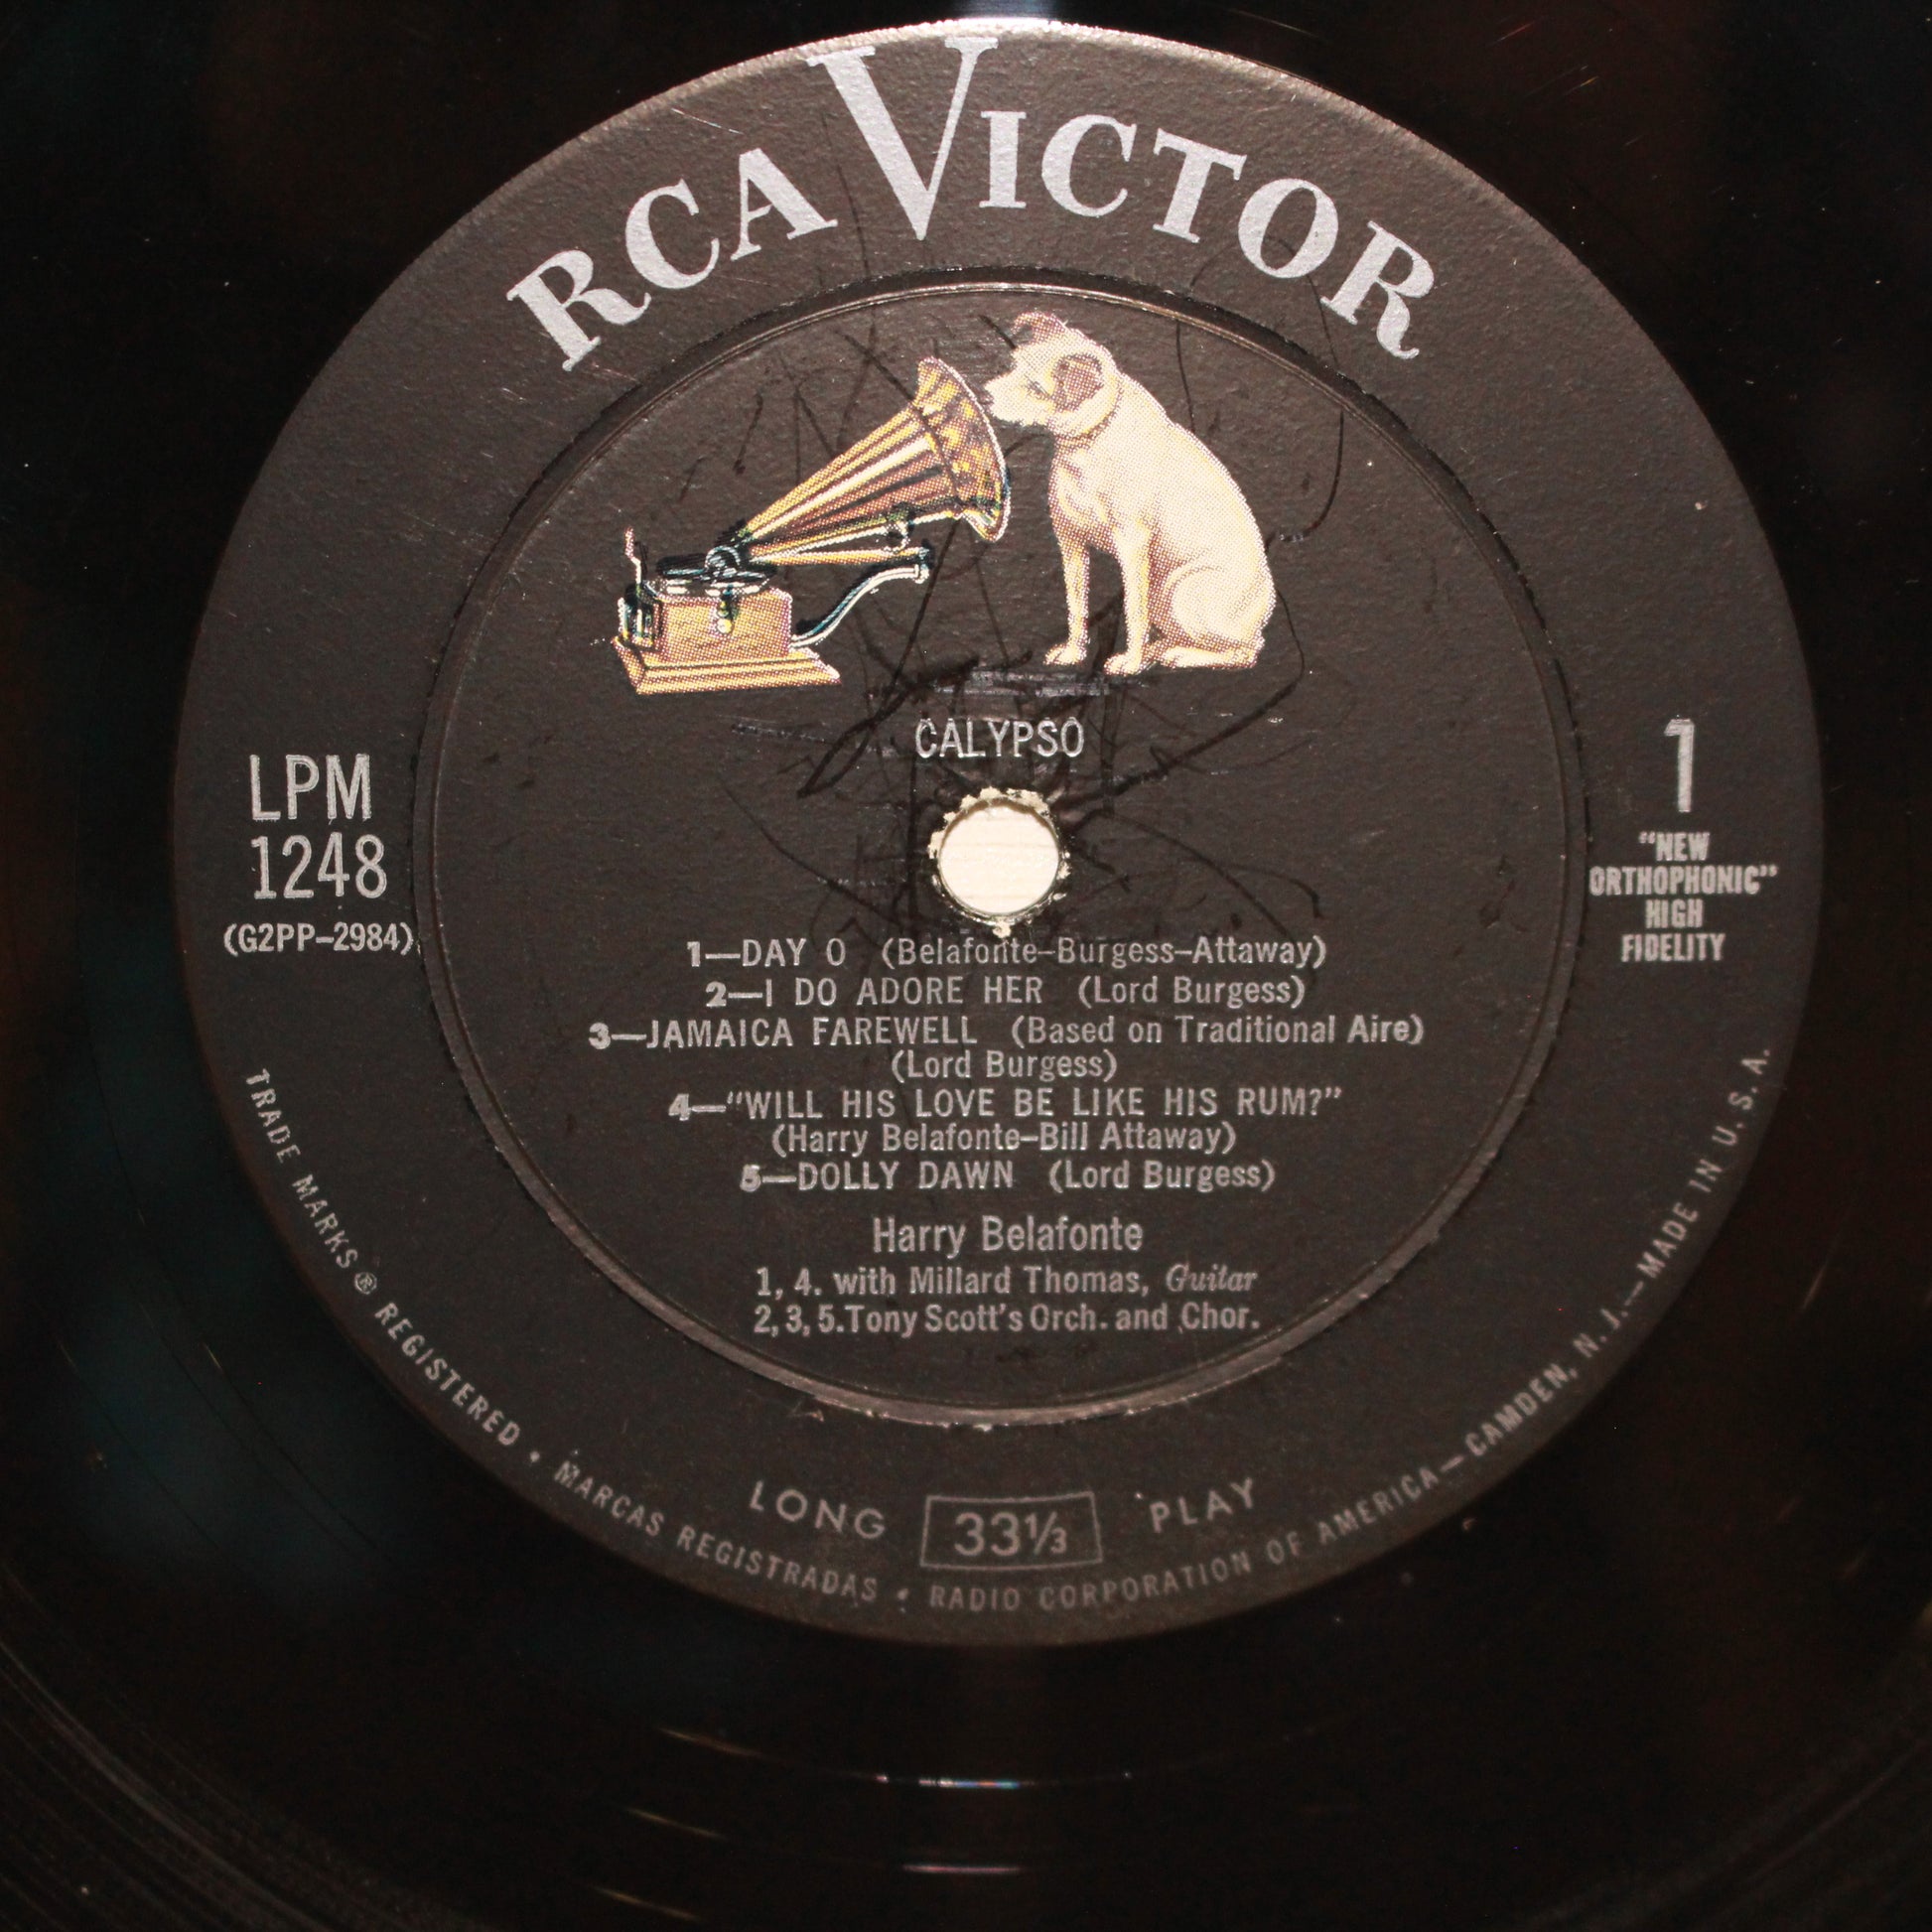 RCA VICTOR
CALYPSO
LPM
1248
(G2PP-2984)
1
"NEW
ORTHOPHONIC"
HIGH
FIDELITY
1—DAY O (Belafonte-Burgess-Attaway)
2—I DO ADORE HER (Lord Burgess)
3—JAMAICA FAREWELL (Based on Traditional Aire)
(Lord Burgess)
4—"WILL HIS LOVE BE LIKE HIS RUM?"
(Harry Belafonte-Bill Attaway)
5—DOLLY DAWN (Lord Burgess)
Harry Belafonte
1, 4. with Millard Thomas, Guitar
2, 3, 5. Tony Scott's Orch. and Chor.
LONG 33⅓ PLAY
TRADE MARKS ® REGISTERED • MARCAS REGISTRADAS • RADIO CORPORATION OF AMERICA—CAMDEN, N. J.—MADE IN U. S. A.